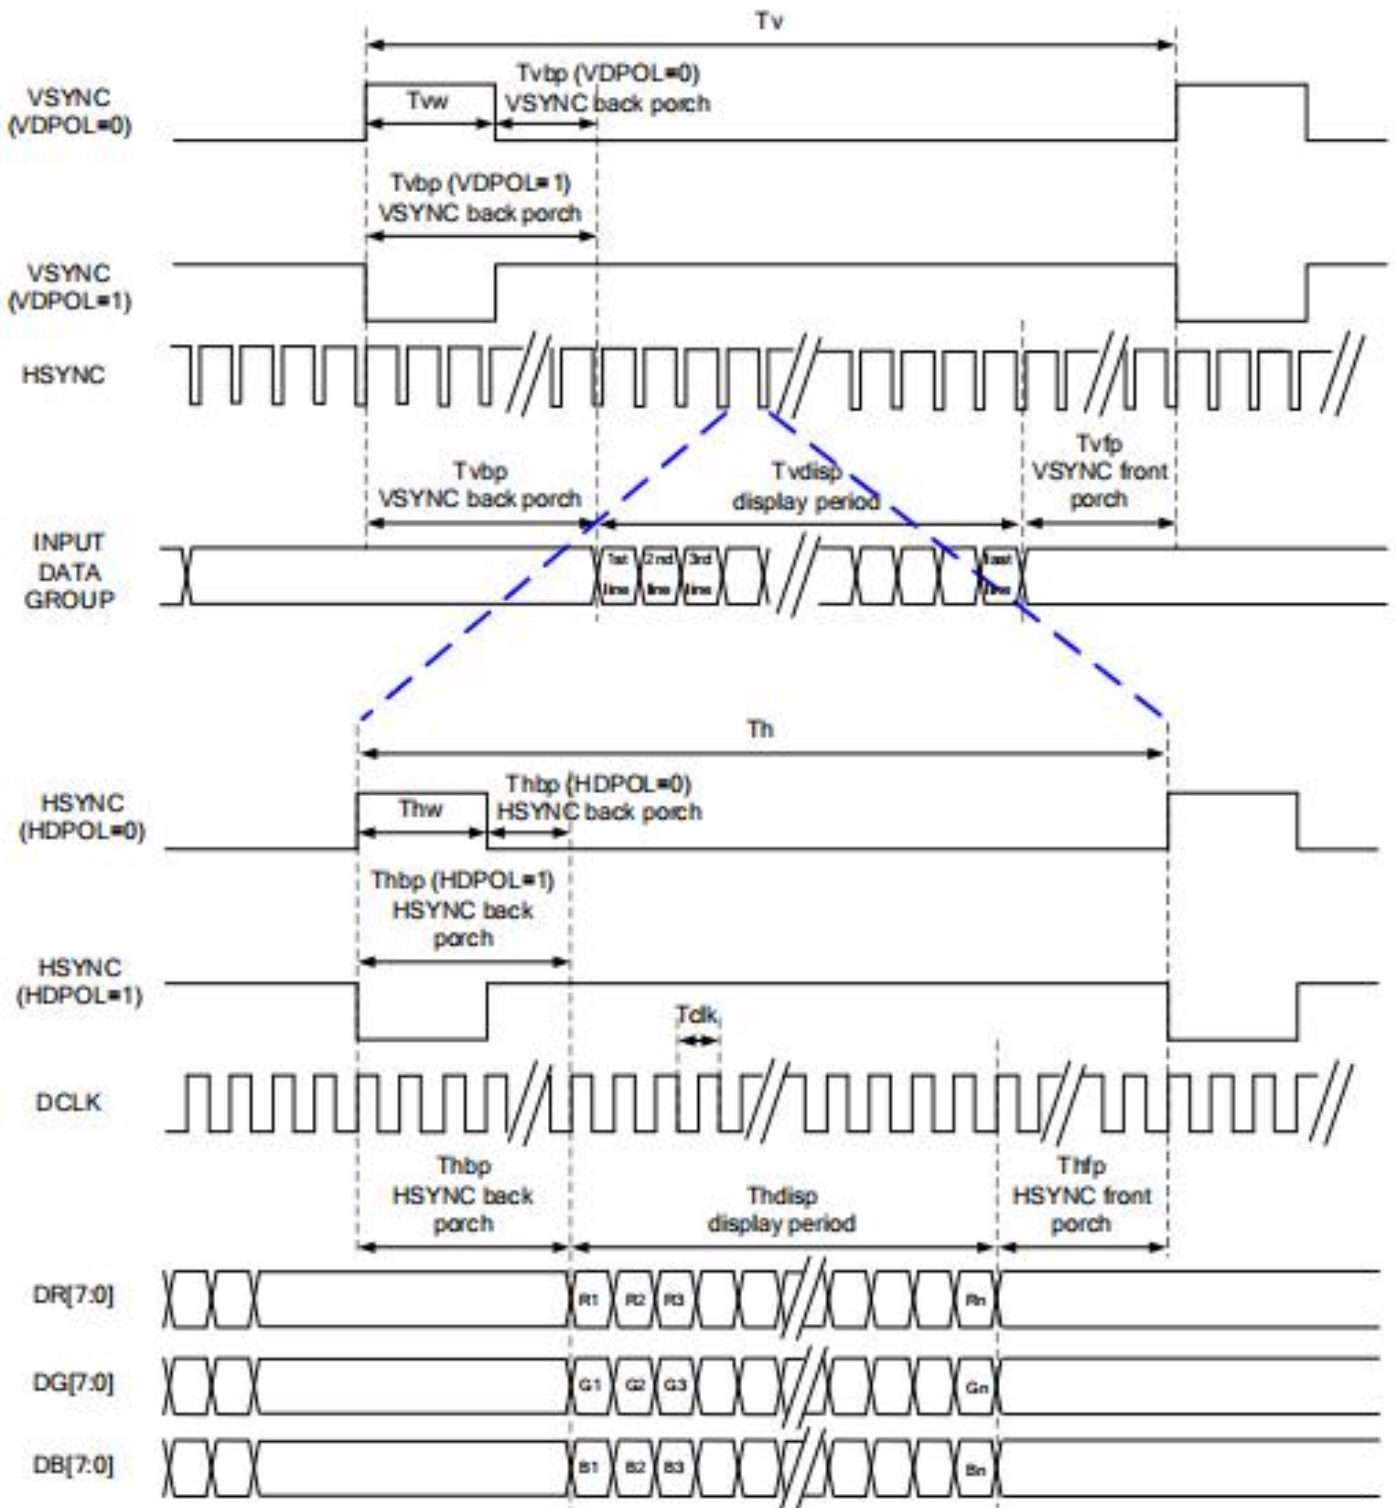 Tv
VSYNC
(VDPOL=0)
Tvw
Tvbp (VDPOL=0)
VSYNC back porch
Tvbp (VDPOL=1)
VSYNC back porch
VSYNC
(VDPOL=1)
HSYNC
Tvbp
VSYNC back porch
Tvdisp
display period
Tvfp
VSYNC front
porch
INPUT
DATA
GROUP
1st
line
2nd
line
3rd
line
last
line
Th
HSYNC
(HDPOL=0)
Thw
Thbp (HDPOL=0)
HSYNC back porch
Thbp (HDPOL=1)
HSYNC back
porch
HSYNC
(HDPOL=1)
Tclk
DCLK
Thbp
HSYNC back
porch
Thdisp
display period
Thfp
HSYNC front
porch
DR[7:0]
R1 R2 R3 Rn
DG[7:0]
G1 G2 G3 Gn
DB[7:0]
B1 B2 B3 Bn